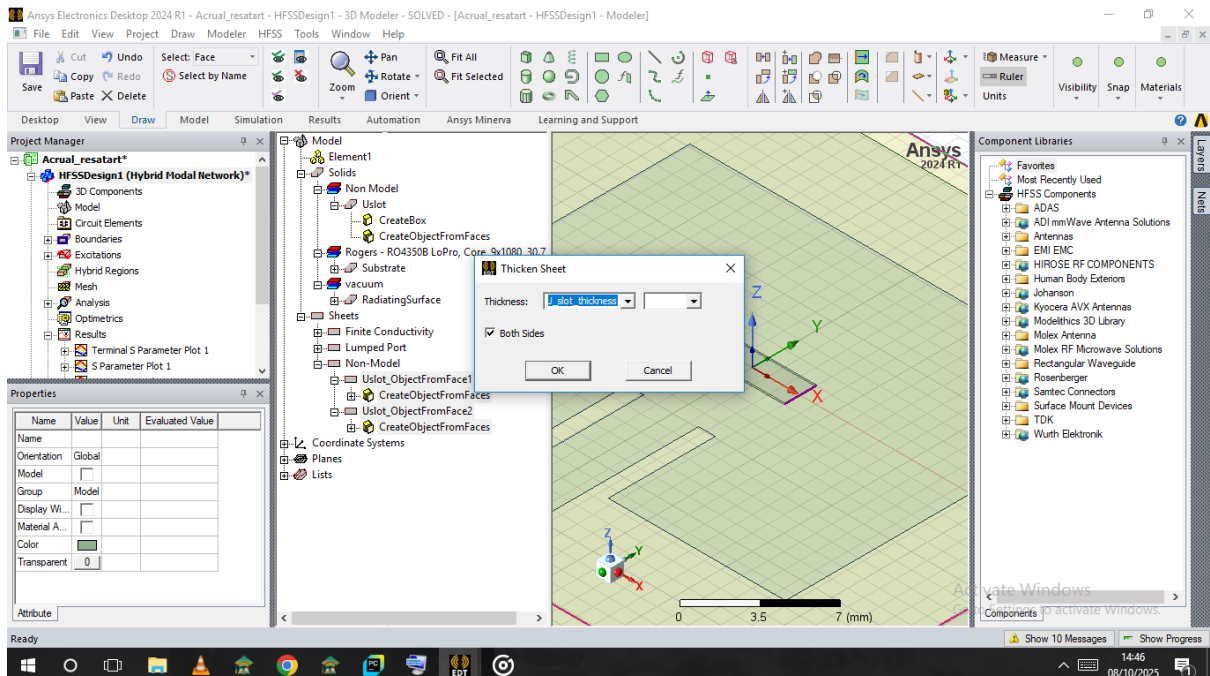 Ansys Electronics Desktop 2024 R1 - Acrual_resatart - HFSSDesign1 - 3D Modeler - SOLVED - [Acrual_resatart - HFSSDesign1 - Modeler]
File Edit View Project Draw Modeler HFSS Tools Window Help
Save
Cut Undo Select: Face
Copy Redo Select by Name
Paste Delete
Zoom
Pan Fit All
Rotate Fit Selected
Orient
Measure
Ruler
Units
Visibility Snap Materials
Desktop View Draw Model Simulation Results Automation Ansys Minerva Learning and Support
Project Manager
Acrual_resatart*
HFSSDesign1 (Hybrid Modal Network)*
3D Components
Model
Circuit Elements
Boundaries
Excitations
Hybrid Regions
Mesh
Analysis
Optimetrics
Results
Terminal S Parameter Plot 1
S Parameter Plot 1
Properties
Name Value Unit Evaluated Value
Name
Orientation Global
Model
Group Model
Display Wi...
Material A...
Color
Transparent 0
Attribute
Model
Element1
Solids
Non Model
Uslot
CreateBox
CreateObjectFromFaces
Rogers - RO4350B LoPro, Core_9x1080_30.7
Substrate
vacuum
RadiatingSurface
Sheets
Finite Conductivity
Lumped Port
Non-Model
Uslot_ObjectFromFace1
CreateObjectFromFaces
Uslot_ObjectFromFace2
CreateObjectFromFaces
Coordinate Systems
Planes
Lists
Ansys
2024 R1
Thicken Sheet
Thickness: J_slot_thickness
Both Sides
OK Cancel
Z
Y
X
Z
Y
X
0 3.5 7 (mm)
Component Libraries
Favorites
Most Recently Used
HFSS Components
ADAS
ADI mmWave Antenna Solutions
Antennas
EMI EMC
HIROSE RF COMPONENTS
Human Body Exteriors
Johanson
Kyocera AVX Antennas
Modelithics 3D Library
Molex Antenna
Molex RF Microwave Solutions
Rectangular Waveguide
Rosenberger
Samtec Connectors
Surface Mount Devices
TDK
Wurth Elektronik
Components
Layers
Nets
Activate Windows
Go to Settings to activate Windows.
Ready
Show 10 Messages Show Progress
PC
EDT
14:46
08/10/2025
1